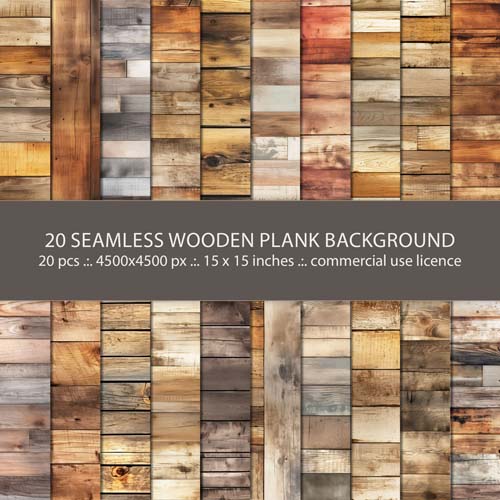 20 SEAMLESS WOODEN PLANK BACKGROUND
20 pcs .:. 4500x4500 px .:. 15 x 15 inches .:. commercial use licence